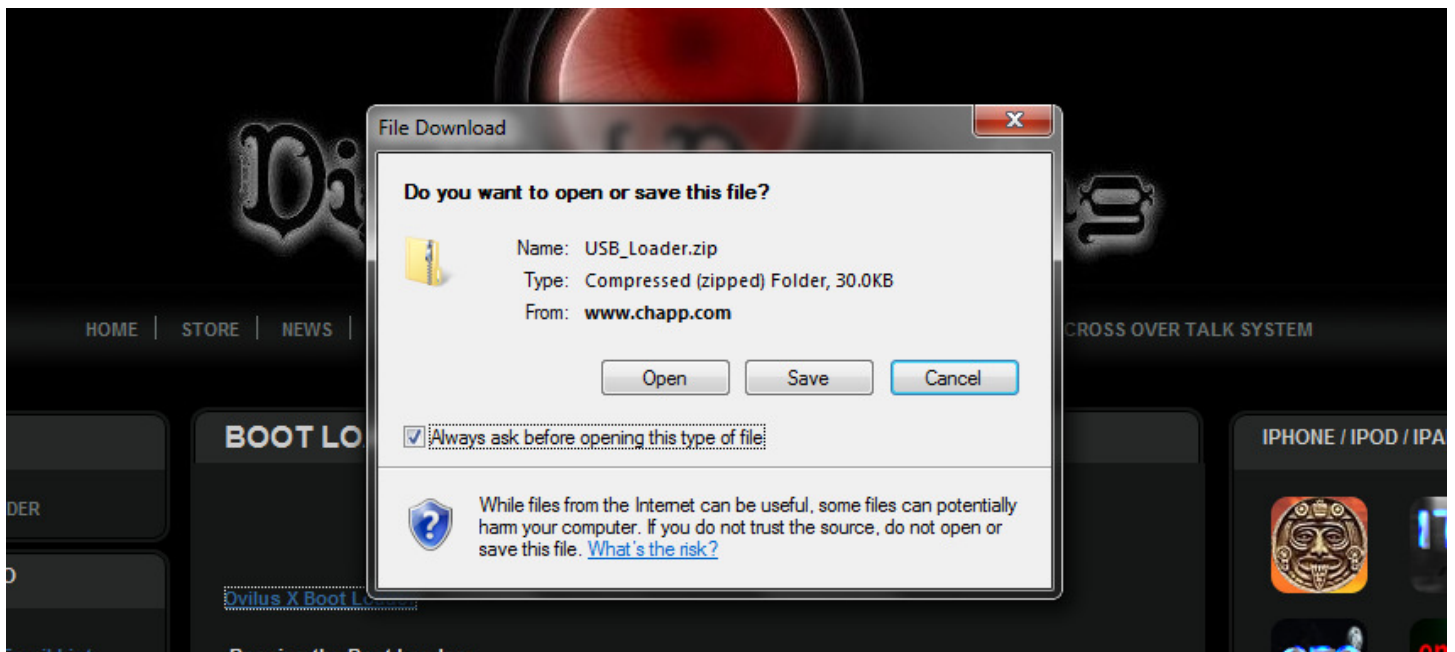 File Download
Do you want to open or save this file?
Name: USB_Loader.zip
Type: Compressed (zipped) Folder, 30.0KB
From: www.chapp.com
HOME | STORE | NEWS | CROSS OVER TALK SYSTEM
Open Save Cancel
Always ask before opening this type of file
BOOT LO
IPHONE / IPOD / IPA
While files from the Internet can be useful, some files can potentially
harm your computer. If you do not trust the source, do not open or
save this file. What's the risk?
DER
Ovilus X Boot Loader